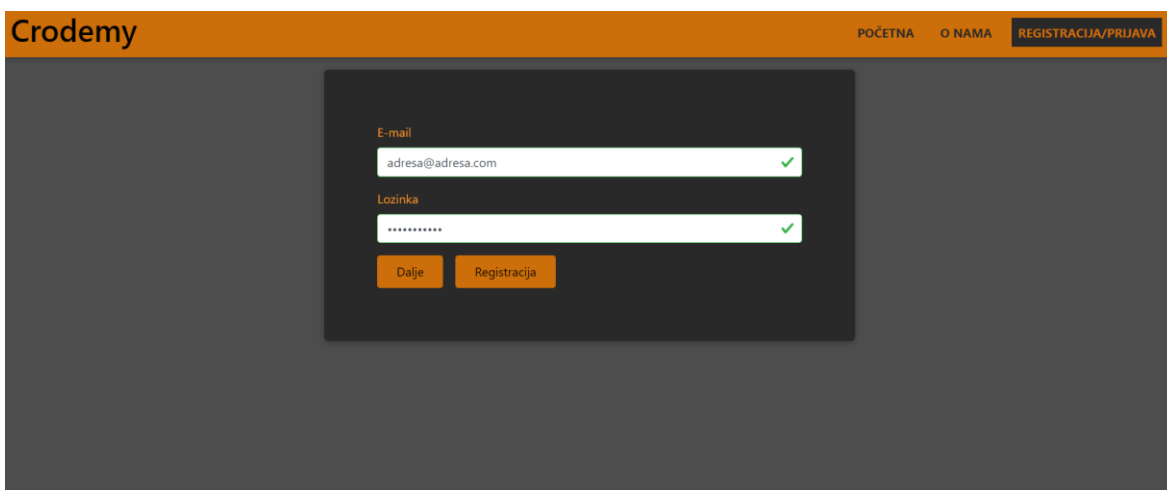 Crodemy
POČETNA O NAMA REGISTRACIJA/PRIJAVA
E-mail
adresa@adresa.com
Lozinka
•••••••••••
Dalje Registracija